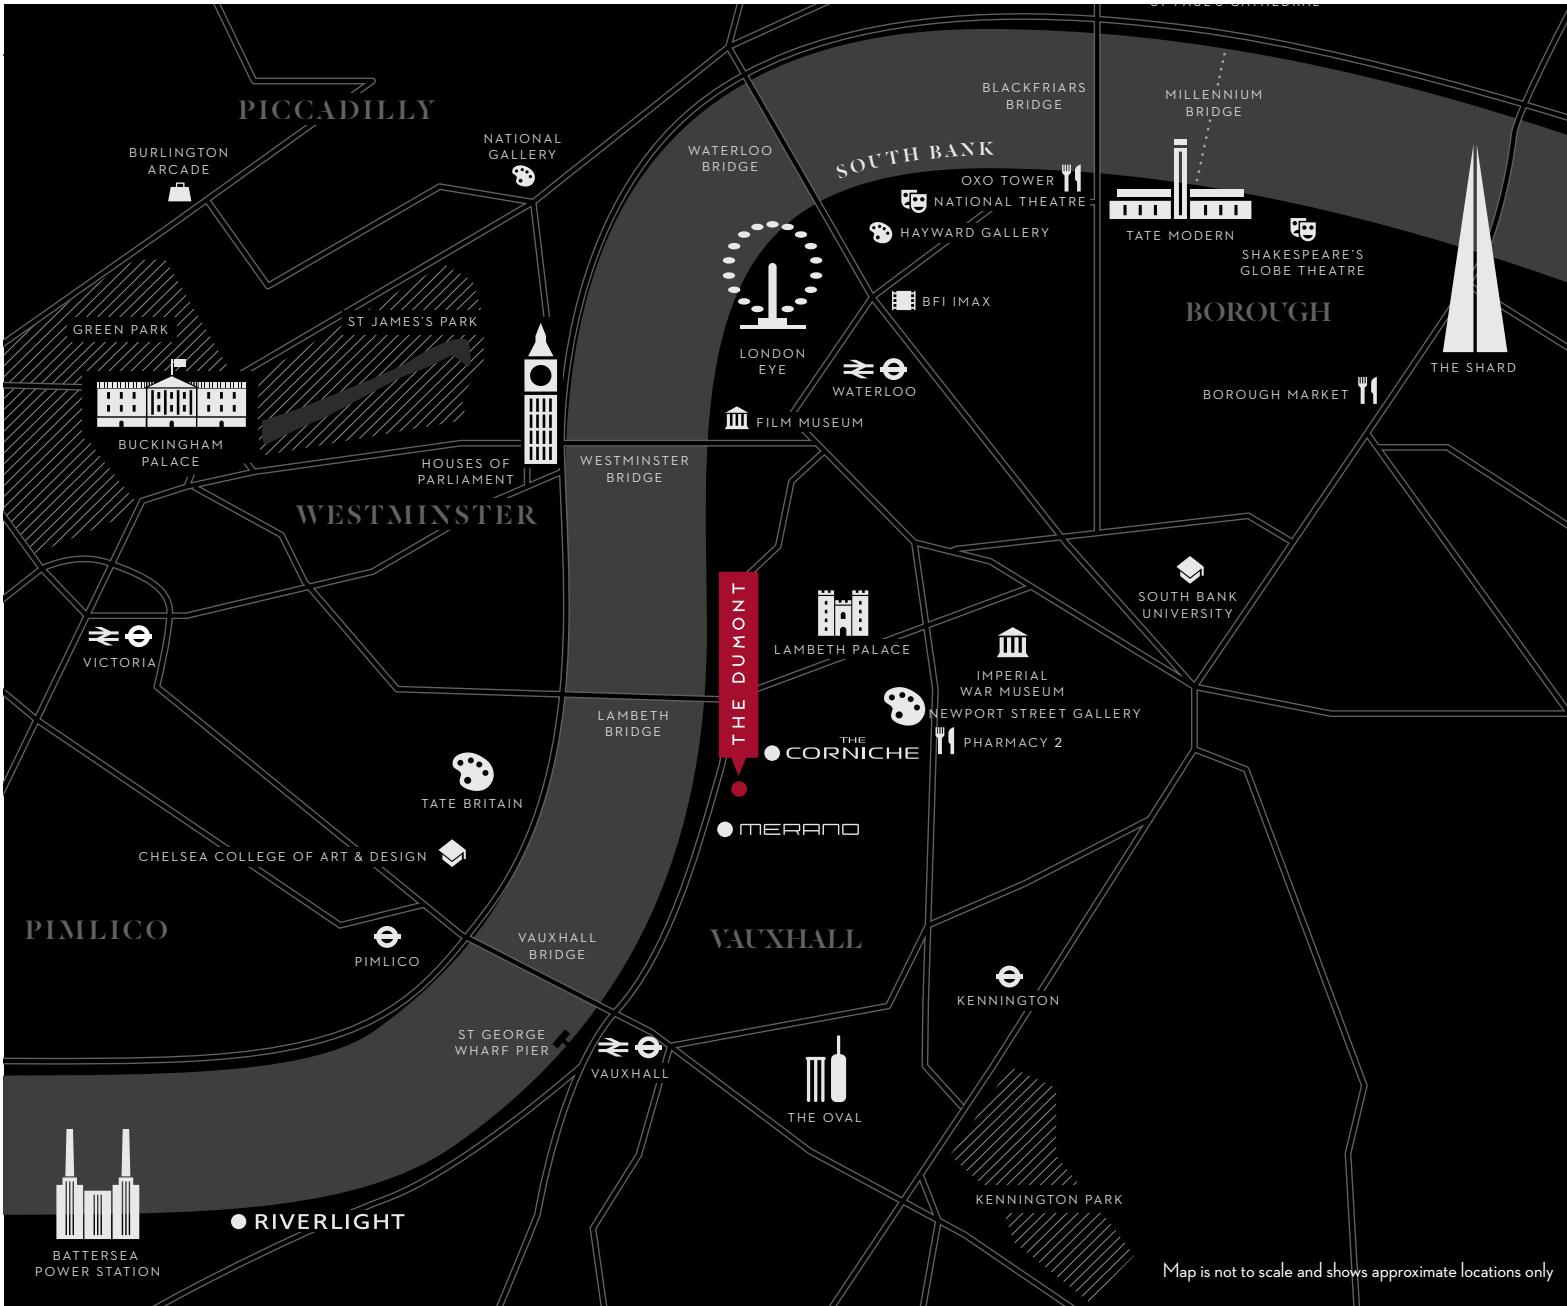 ST PAUL'S CATHEDRAL
PICCADILLY
BURLINGTON
ARCADE
NATIONAL
GALLERY
WATERLOO
BRIDGE
BLACKFRIARS
BRIDGE
MILLENNIUM
BRIDGE
SOUTH BANK
OXO TOWER
NATIONAL THEATRE
HAYWARD GALLERY
TATE MODERN
SHAKESPEARE'S
GLOBE THEATRE
BFI IMAX
BOROUGH
GREEN PARK
ST JAMES'S PARK
LONDON
EYE
WATERLOO
THE SHARD
BOROUGH MARKET
FILM MUSEUM
BUCKINGHAM
PALACE
HOUSES OF
PARLIAMENT
WESTMINSTER
BRIDGE
WESTMINSTER
SOUTH BANK
UNIVERSITY
THE DUMONT
LAMBETH PALACE
VICTORIA
IMPERIAL
WAR MUSEUM
NEWPORT STREET GALLERY
PHARMACY 2
LAMBETH
BRIDGE
THE
CORNICHE
TATE BRITAIN
MERANO
CHELSEA COLLEGE OF ART & DESIGN
PIMLICO
PIMLICO
VAUXHALL
BRIDGE
VAUXHALL
KENNINGTON
ST GEORGE
WHARF PIER
VAUXHALL
THE OVAL
KENNINGTON PARK
RIVERLIGHT
BATTERSEA
POWER STATION
Map is not to scale and shows approximate locations only